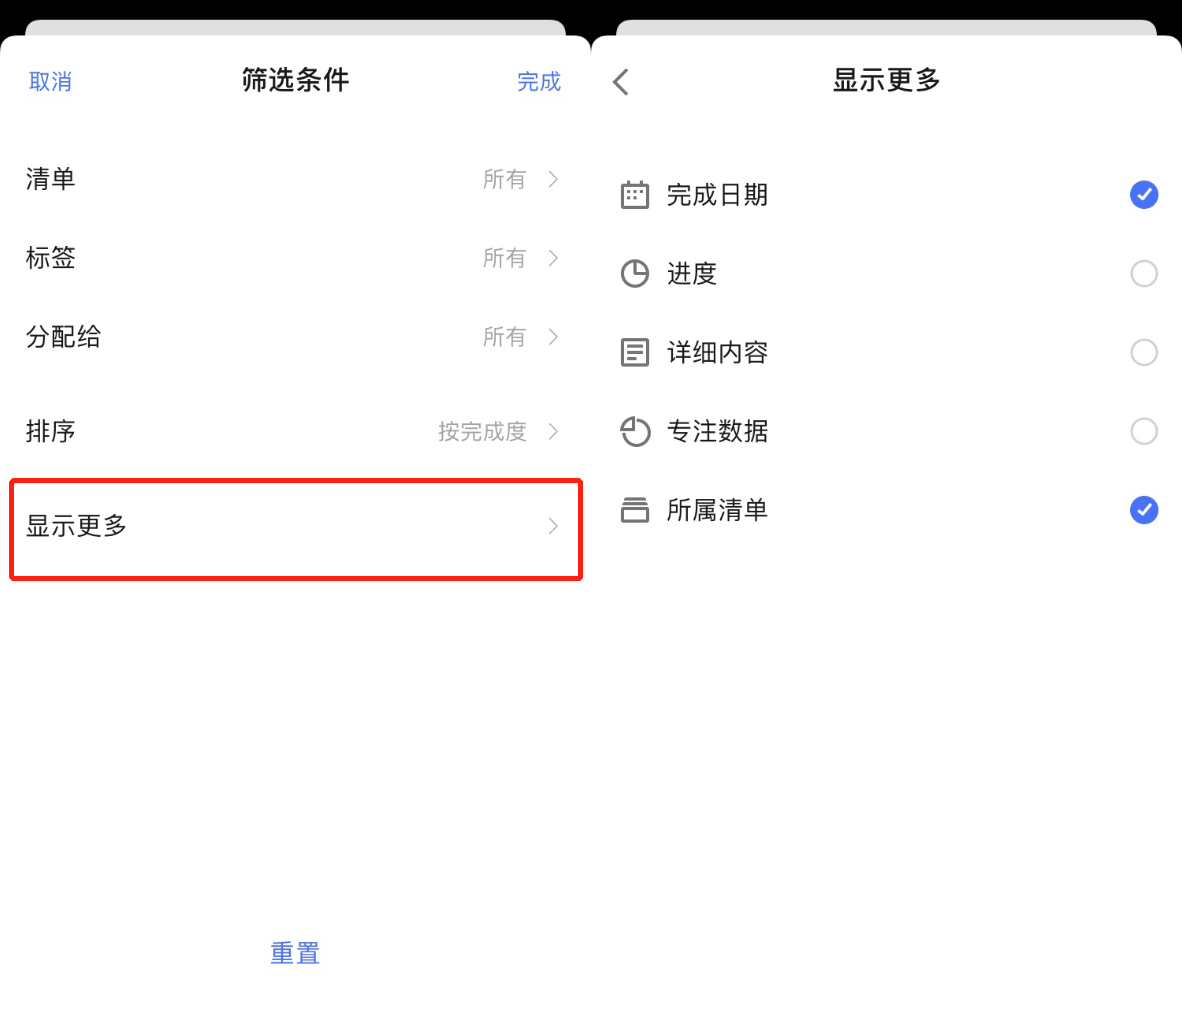 取消
筛选条件
完成
清单
所有
标签
所有
分配给
所有
排序
按完成度
显示更多
重置
显示更多
完成日期
进度
详细内容
专注数据
所属清单